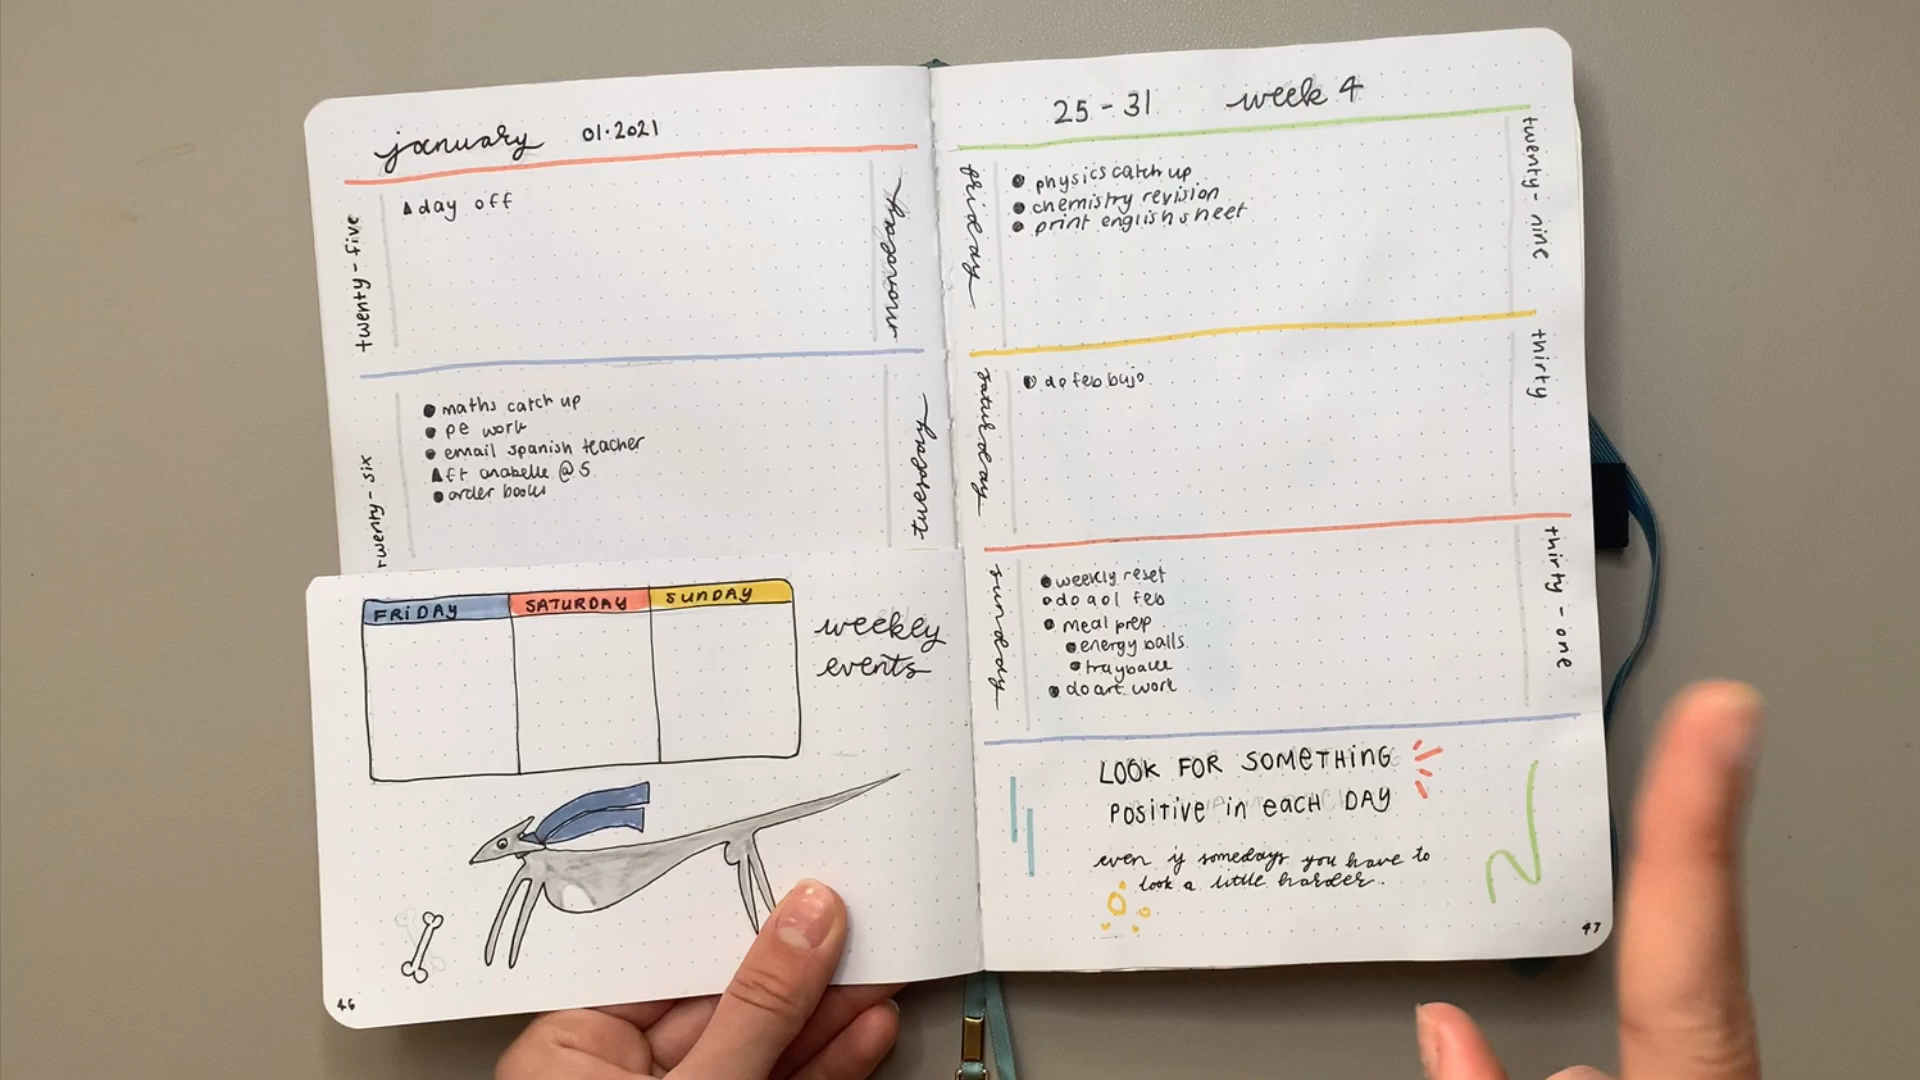 january 01.2021
twenty-five
day off
monday
twenty-six
maths catch up
pe work
email spanish teacher
ft anabelle @ 5
order books
tuesday
FRiDAY SATURDAY SUNDAY
weekly
events
46
25 - 31 week 4
friday
physics catch up
chemistry revision
print english sheet
twenty-nine
saturday
do feb bujo
thirty
sunday
weekly reset
do aol feb
meal prep
energy balls
traybake
do art work
thirty-one
LOOK FOR SOMETHiNG
POSiTiVE iN eACH DAY
even if somedays you have to
look a little harder.
47